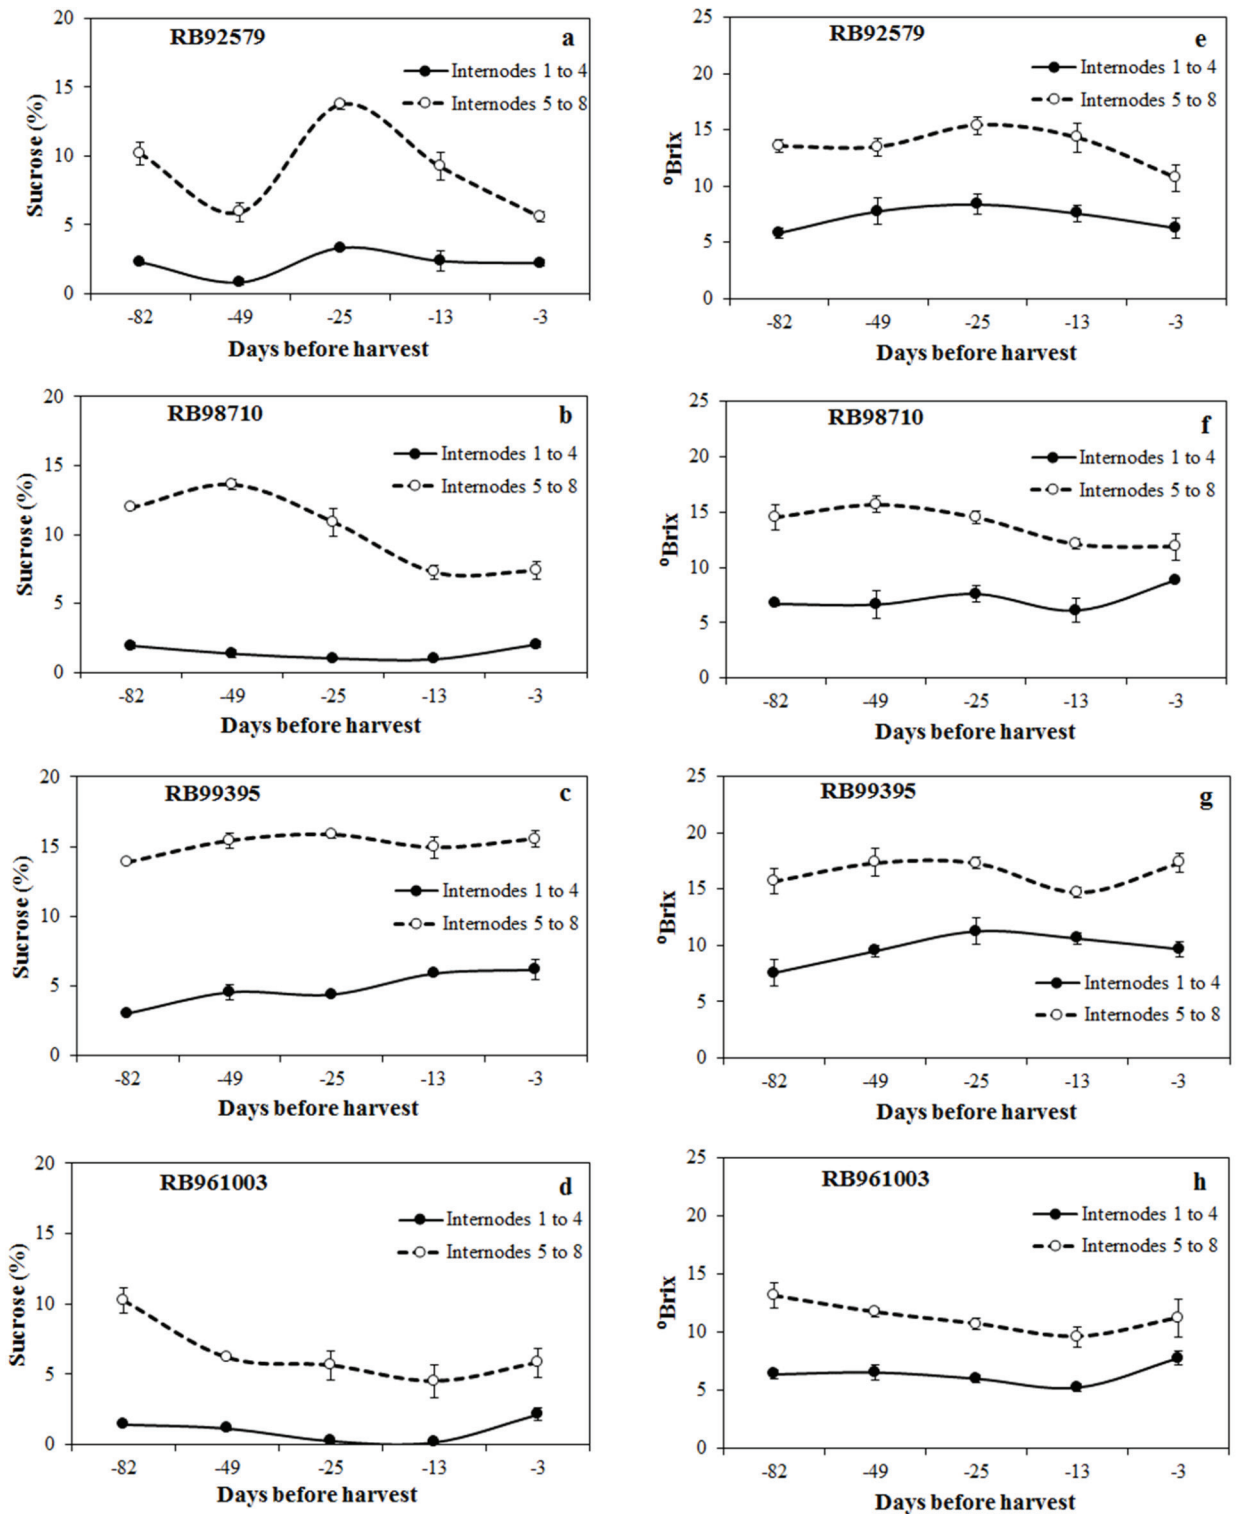 RB92579
a
Internodes 1 to 4
Internodes 5 to 8
Sucrose (%)
20
15
10
5
0
-82 -49 -25 -13 -3
Days before harvest
RB92579
e
Internodes 1 to 4
Internodes 5 to 8
ºBrix
25
20
15
10
5
0
-82 -49 -25 -13 -3
Days before harvest
RB98710
b
Internodes 1 to 4
Internodes 5 to 8
Sucrose (%)
20
15
10
5
0
-82 -49 -25 -13 -3
Days before harvest
RB98710
f
Internodes 1 to 4
Internodes 5 to 8
ºBrix
25
20
15
10
5
0
-82 -49 -25 -13 -3
Days before harvest
RB99395
c
Internodes 1 to 4
Internodes 5 to 8
Sucrose (%)
20
15
10
5
0
-82 -49 -25 -13 -3
Days before harvest
RB99395
g
Internodes 1 to 4
Internodes 5 to 8
ºBrix
25
20
15
10
5
0
-82 -49 -25 -13 -3
Days before harvest
RB961003
d
Internodes 1 to 4
Internodes 5 to 8
Sucrose (%)
20
15
10
5
0
-82 -49 -25 -13 -3
Days before harvest
RB961003
h
Internodes 1 to 4
Internodes 5 to 8
ºBrix
25
20
15
10
5
0
-82 -49 -25 -13 -3
Days before harvest